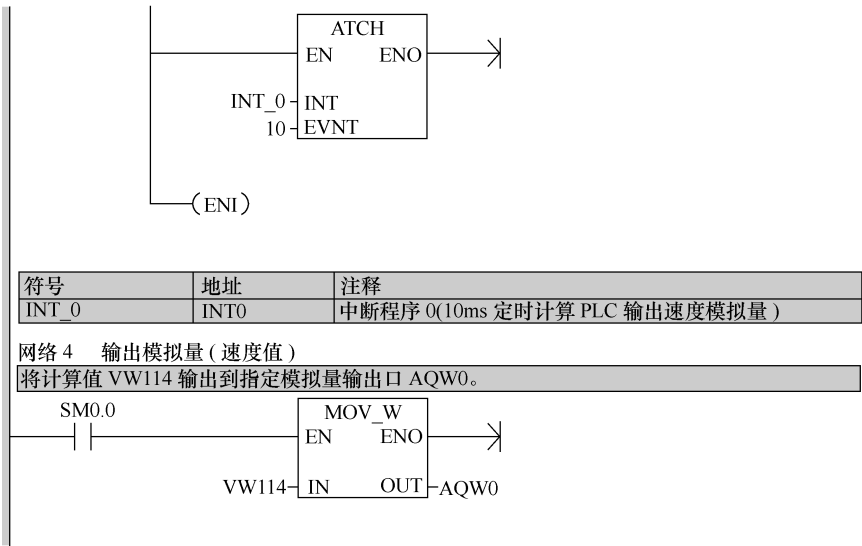 ATCH
EN ENO
INT_0 INT
10 EVNT
(ENI)
符号 地址 注释
INT_0 INT0 中断程序 0(10ms 定时计算 PLC 输出速度模拟量)
网络 4 输出模拟量(速度值)
将计算值 VW114 输出到指定模拟量输出口 AQW0。
SM0.0
MOV_W
EN ENO
VW114 IN OUT AQW0